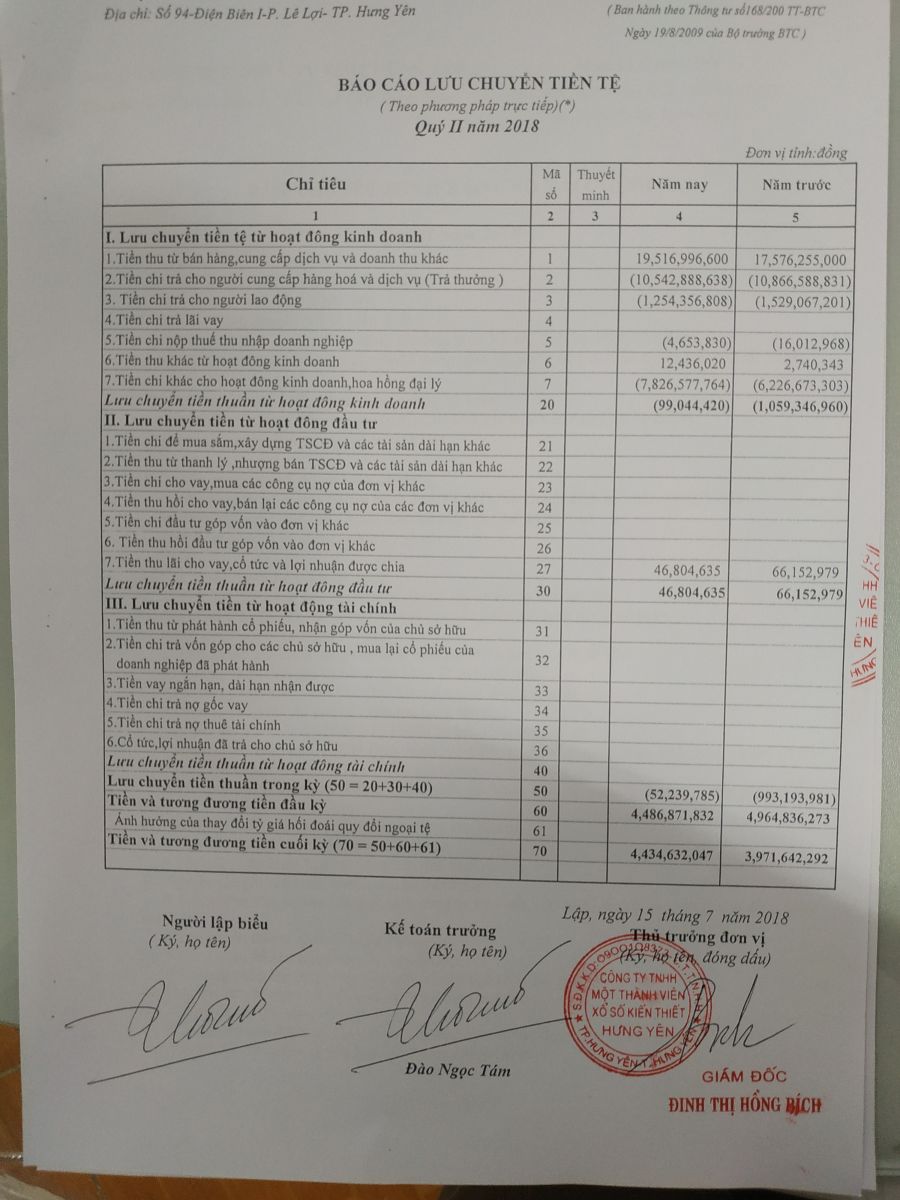 Địa chỉ: Số 94-Điện Biên I-P. Lê Lợi- TP. Hưng Yên
( Ban hành theo Thông tư số168/200 TT-BTC
Ngày 19/8/2009 của Bộ trưởng BTC )
BÁO CÁO LƯU CHUYỂN TIỀN TỆ
( Theo phương pháp trực tiếp)(*)
Quý II năm 2018
Đơn vị tính:đồng
Chỉ tiêu Mã số Thuyết minh Năm nay Năm trước
1 2 3 4 5
I. Lưu chuyển tiền tệ từ hoạt đông kinh doanh
1.Tiền thu từ bán hàng,cung cấp dịch vụ và doanh thu khác 1 19,516,996,600 17,576,255,000
2.Tiền chi trả cho người cung cấp hàng hoá và dịch vụ (Trả thưởng ) 2 (10,542,888,638) (10,866,588,831)
3. Tiền chi trả cho người lao động 3 (1,254,356,808) (1,529,067,201)
4.Tiền chi trả lãi vay 4
5.Tiền chi nộp thuế thu nhập doanh nghiệp 5 (4,653,830) (16,012,968)
6.Tiền thu khác từ hoạt đông kinh doanh 6 12,436,020 2,740,343
7.Tiền chi khác cho hoạt đông kinh doanh,hoa hồng đại lý 7 (7,826,577,764) (6,226,673,303)
Lưu chuyển tiền thuần từ hoạt đông kinh doanh 20 (99,044,420) (1,059,346,960)
II. Lưu chuyển tiền từ hoạt động đầu tư
1.Tiền chi để mua sắm,xây dựng TSCĐ và các tài sản dài hạn khác 21
2.Tiền thu từ thanh lý ,nhượng bán TSCĐ và các tài sản dài hạn khác 22
3.Tiền chi cho vay,mua các công cụ nợ của đơn vị khác 23
4.Tiền thu hồi cho vay,bán lại các công cụ nợ của các đơn vị khác 24
5.Tiền chi đầu tư góp vốn vào đơn vị khác 25
6. Tiền thu hồi đầu tư góp vốn vào đơn vị khác 26
7.Tiền thu lãi cho vay,cổ tức và lợi nhuận được chia 27 46,804,635 66,152,979
Lưu chuyển tiền thuần từ hoạt động đầu tư 30 46,804,635 66,152,979
III. Lưu chuyển tiền từ hoạt động tài chính
1.Tiền thu từ phát hành cổ phiếu, nhận góp vốn của chủ sở hữu 31
2.Tiền chi trả vốn góp cho các chủ sở hữu , mua lại cổ phiếu của
doanh nghiệp đã phát hành 32
3.Tiền vay ngắn hạn, dài hạn nhận được 33
4.Tiền chi trả nợ gốc vay 34
5.Tiền chi trả nợ thuê tài chính 35
6.Cổ tức,lợi nhuận đã trả cho chủ sở hữu 36
Lưu chuyển tiền thuần từ hoạt đông tài chính 40
Lưu chuyển tiền thuần trong kỳ (50 = 20+30+40) 50 (52,239,785) (993,193,981)
Tiền và tương đương tiền đầu kỳ 60 4,486,871,832 4,964,836,273
Ảnh hưởng của thay đổi tỷ giá hối đoái quy đổi ngoại tệ 61
Tiền và tương đương tiền cuối kỳ (70 = 50+60+61) 70 4,434,632,047 3,971,642,292
HH
VIÊ
THIẾ
ÊN
HƯNG
Lập, ngày 15 tháng 7 năm 2018
Người lập biểu Kế toán trưởng Thủ trưởng đơn vị
( Ký, họ tên) (Ký, họ tên) (Ký, họ tên, đóng dấu)
CÔNG TY TNHH
MỘT THÀNH VIÊN
XỔ SỐ KIẾN THIẾT
HƯNG YÊN
TP.HƯNG YÊN-T.HƯNG YÊN
Đào Ngọc Tám
GIÁM ĐỐC
ĐINH THỊ HỒNG BÍCH